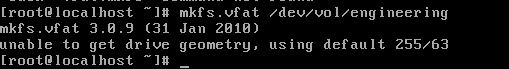 [root@localhost ~]# mkfs.vfat /dev/vol/engineering
mkfs.vfat 3.0.9 (31 Jan 2010)
unable to get drive geometry, using default 255/63
[root@localhost ~]# _